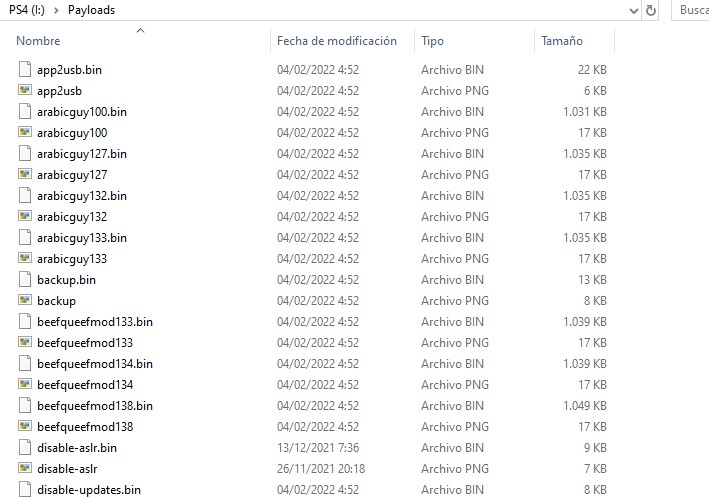 PS4 (I:) > Payloads Busca
Nombre Fecha de modificación Tipo Tamaño
app2usb.bin 04/02/2022 4:52 Archivo BIN 22 KB
app2usb 04/02/2022 4:52 Archivo PNG 6 KB
arabicguy100.bin 04/02/2022 4:52 Archivo BIN 1.031 KB
arabicguy100 04/02/2022 4:52 Archivo PNG 17 KB
arabicguy127.bin 04/02/2022 4:52 Archivo BIN 1.035 KB
arabicguy127 04/02/2022 4:52 Archivo PNG 17 KB
arabicguy132.bin 04/02/2022 4:52 Archivo BIN 1.035 KB
arabicguy132 04/02/2022 4:52 Archivo PNG 17 KB
arabicguy133.bin 04/02/2022 4:52 Archivo BIN 1.035 KB
arabicguy133 04/02/2022 4:52 Archivo PNG 17 KB
backup.bin 04/02/2022 4:52 Archivo BIN 13 KB
backup 04/02/2022 4:52 Archivo PNG 8 KB
beefqueefmod133.bin 04/02/2022 4:52 Archivo BIN 1.039 KB
beefqueefmod133 04/02/2022 4:52 Archivo PNG 17 KB
beefqueefmod134.bin 04/02/2022 4:52 Archivo BIN 1.039 KB
beefqueefmod134 04/02/2022 4:52 Archivo PNG 17 KB
beefqueefmod138.bin 04/02/2022 4:52 Archivo BIN 1.049 KB
beefqueefmod138 04/02/2022 4:52 Archivo PNG 17 KB
disable-aslr.bin 13/12/2021 7:36 Archivo BIN 9 KB
disable-aslr 26/11/2021 20:18 Archivo PNG 7 KB
disable-updates.bin 04/02/2022 4:52 Archivo BIN 8 KB